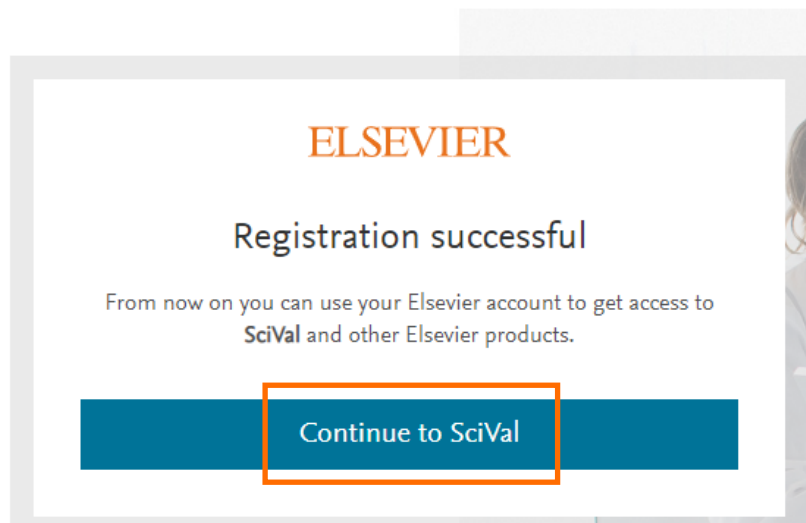 ELSEVIER
Registration successful
From now on you can use your Elsevier account to get access to
SciVal and other Elsevier products.
Continue to SciVal